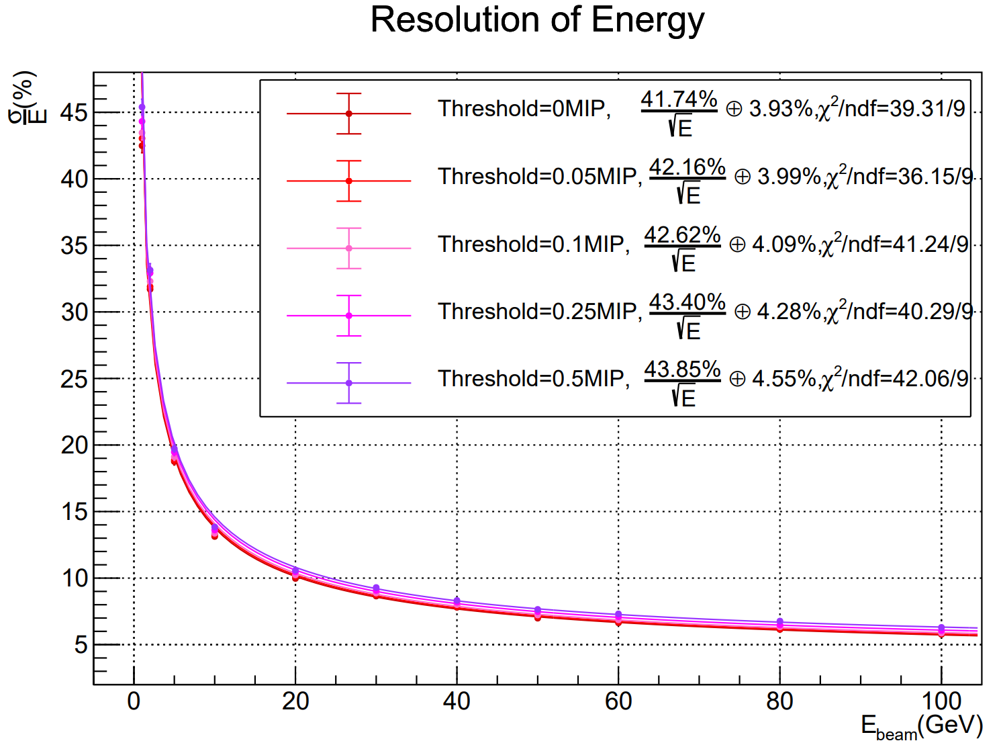 Resolution of Energy
σ/E(%)
45
40
35
30
25
20
15
10
5
Threshold=0MIP, 41.74%/√E ⊕ 3.93%,χ²/ndf=39.31/9
Threshold=0.05MIP, 42.16%/√E ⊕ 3.99%,χ²/ndf=36.15/9
Threshold=0.1MIP, 42.62%/√E ⊕ 4.09%,χ²/ndf=41.24/9
Threshold=0.25MIP, 43.40%/√E ⊕ 4.28%,χ²/ndf=40.29/9
Threshold=0.5MIP, 43.85%/√E ⊕ 4.55%,χ²/ndf=42.06/9
0 20 40 60 80 100
E_beam(GeV)